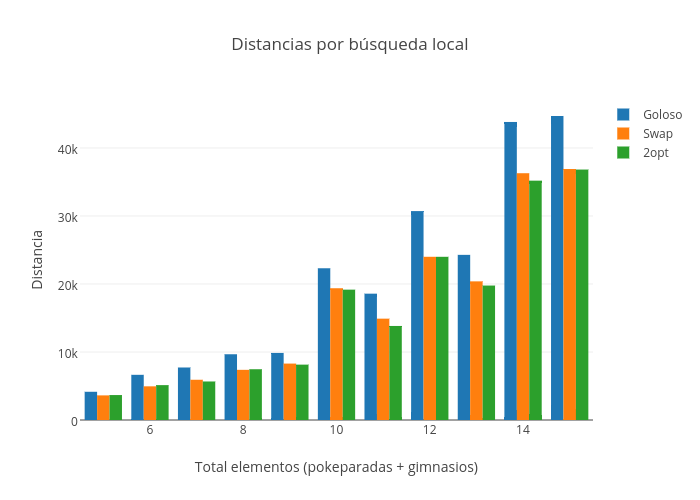 Distancias por búsqueda local
Goloso
Swap
2opt
40k
30k
20k
10k
0
Distancia
6 8 10 12 14
Total elementos (pokeparadas + gimnasios)